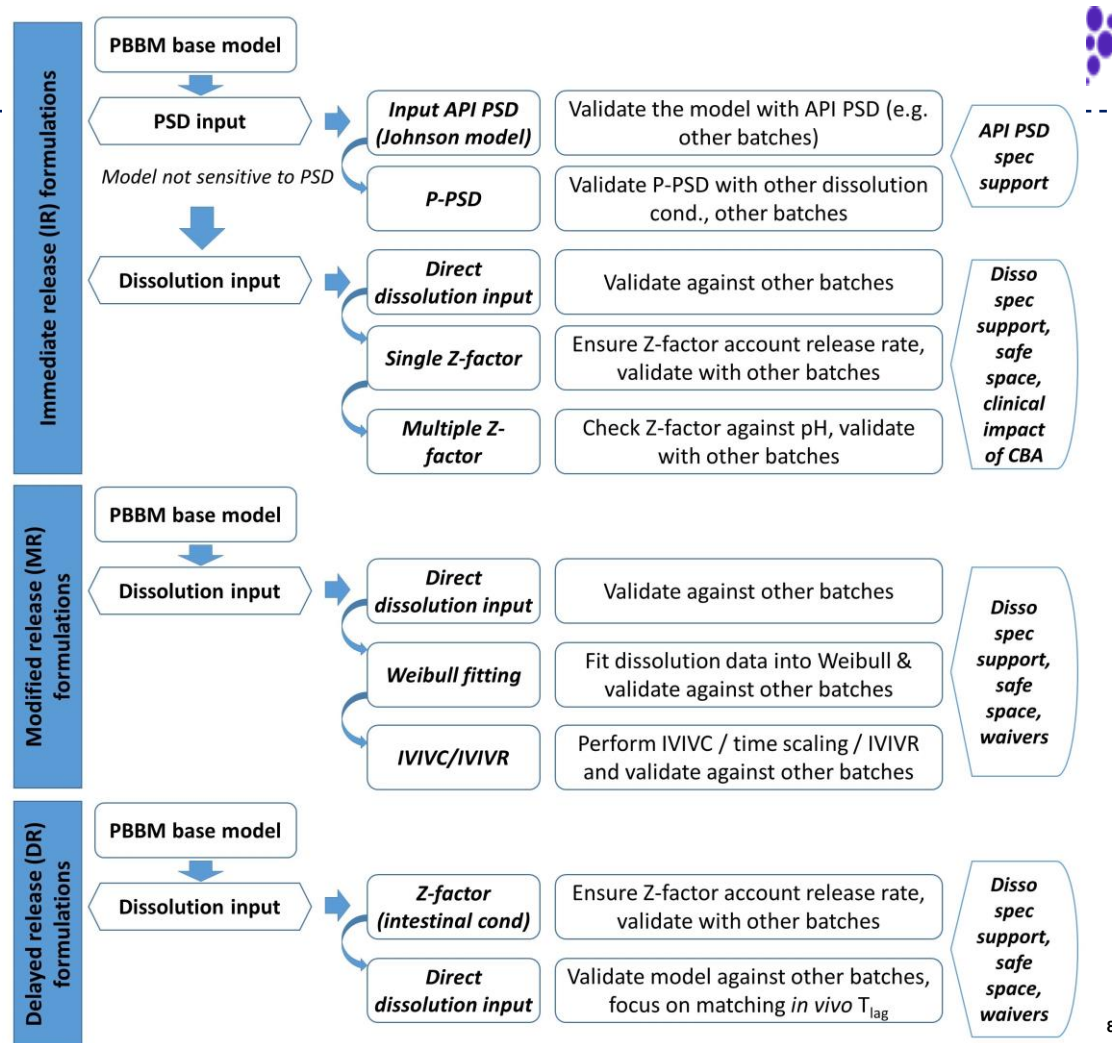 Immediate release (IR) formulations
PBBM base model
PSD input
Model not sensitive to PSD
Dissolution input
Input API PSD
(Johnson model)
Validate the model with API PSD (e.g.
other batches)
P-PSD
Validate P-PSD with other dissolution
cond., other batches
API PSD
spec
support
Direct
dissolution input
Validate against other batches
Single Z-factor
Ensure Z-factor account release rate,
validate with other batches
Multiple Z-
factor
Check Z-factor against pH, validate
with other batches
Disso
spec
support,
safe
space,
clinical
impact
of CBA
Modified release (MR)
formulations
PBBM base model
Dissolution input
Direct
dissolution input
Validate against other batches
Weibull fitting
Fit dissolution data into Weibull &
validate against other batches
IVIVC/IVIVR
Perform IVIVC / time scaling / IVIVR
and validate against other batches
Disso
spec
support,
safe
space,
waivers
Delayed release (DR)
formulations
PBBM base model
Dissolution input
Z-factor
(intestinal cond)
Ensure Z-factor account release rate,
validate with other batches
Direct
dissolution input
Validate model against other batches,
focus on matching in vivo Tlag
Disso
spec
support,
safe
space,
waivers